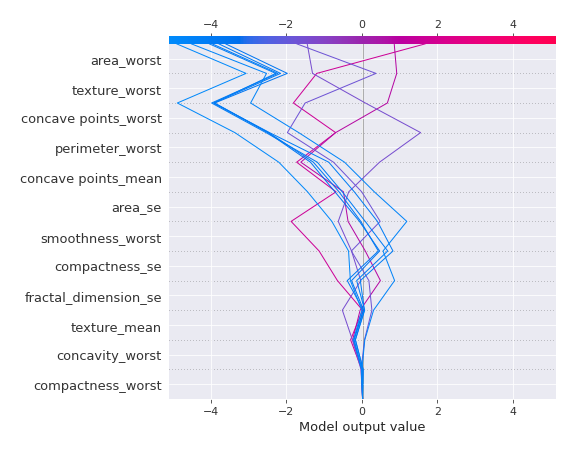 −4 −2 0 2 4
area_worst
texture_worst
concave points_worst
perimeter_worst
concave points_mean
area_se
smoothness_worst
compactness_se
fractal_dimension_se
texture_mean
concavity_worst
compactness_worst
−4 −2 0 2 4
Model output value